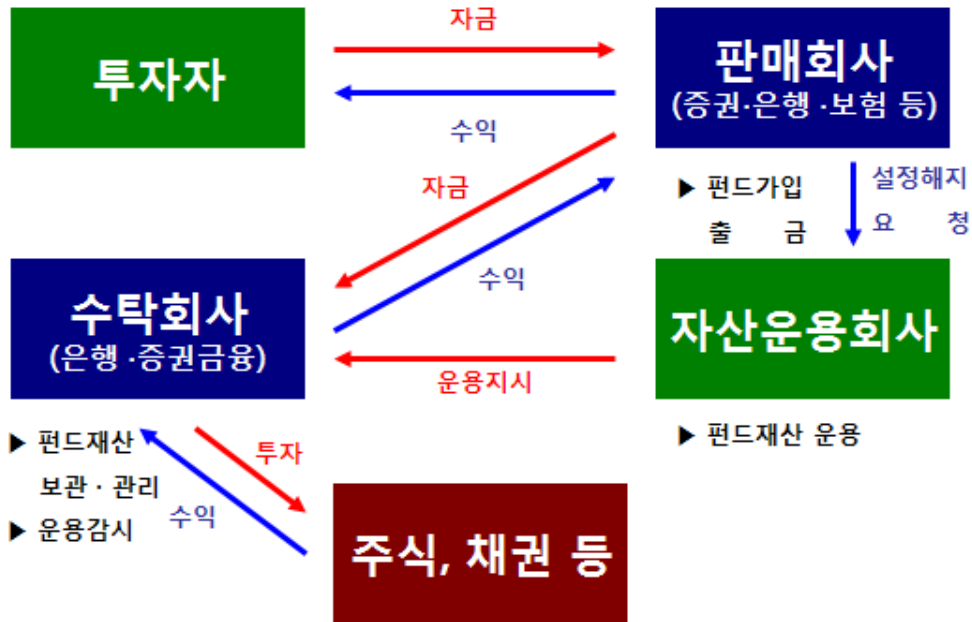 자금
투자자
판매회사
(증권·은행 ·보험 등)
수익
자금
▶ 펀드가입
출 금
설정해지
요 청
수익
수탁회사
(은행 ·증권금융)
자산운용회사
운용지시
▶ 펀드재산
보관 · 관리
▶ 운용감시
투자
수익
▶ 펀드재산 운용
주식, 채권 등